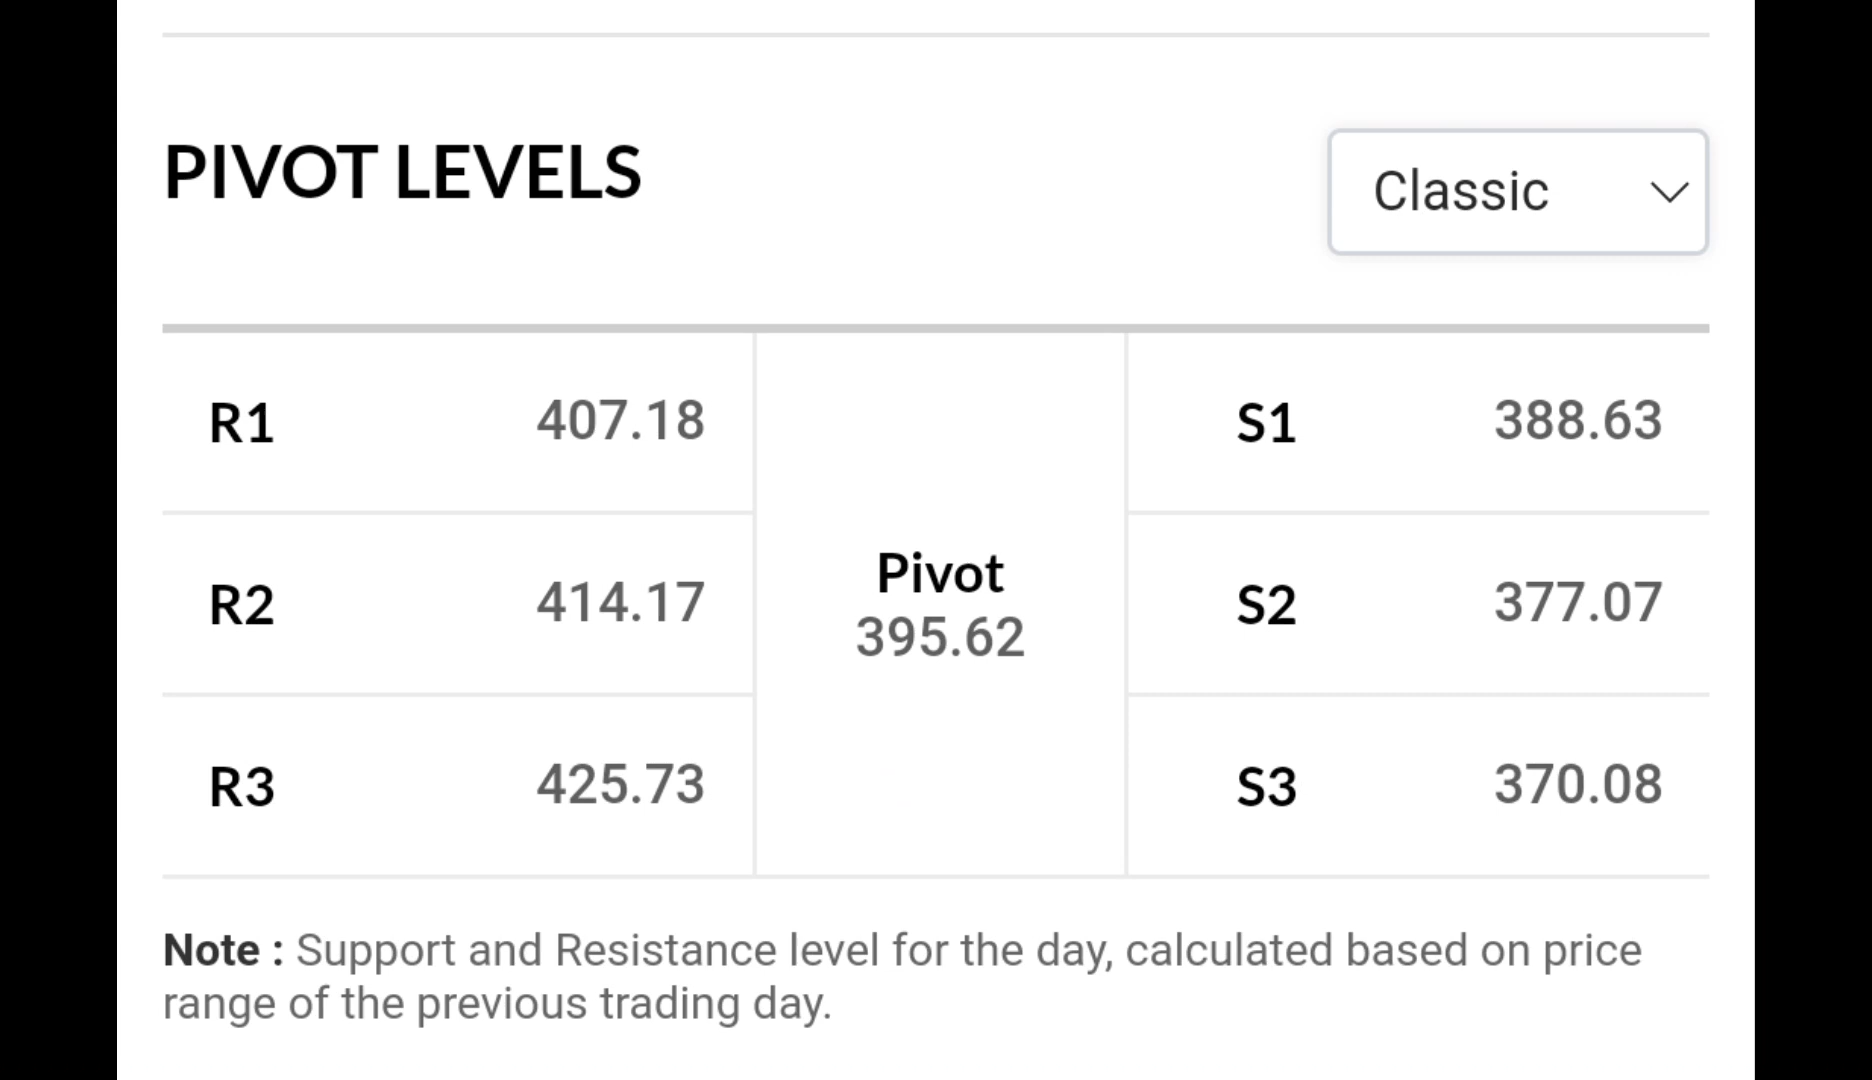 PIVOT LEVELS
Classic
R1 407.18
S1 388.63
R2 414.17
Pivot
395.62
S2 377.07
R3 425.73
S3 370.08
Note : Support and Resistance level for the day, calculated based on price
range of the previous trading day.